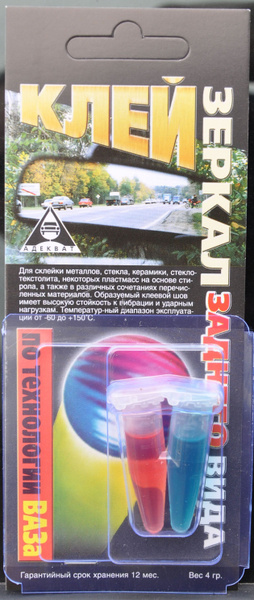 КЛЕЙ
ЗЕРКАЛ ЗАДНЕГО ВИДА
АДЕКВАТ
Для склейки металлов, стекла, керамики, стекло-
текстолита, некоторых пластмасс на основе сти-
рола, а также в различных сочетаниях перечис-
ленных материалов. Образуемый клеевой шов
имеет высокую стойкость к вибрации и ударным
нагрузкам. Температур-ный диапазон эксплуата-
ции от -60 до +150°С.
ПО ТЕХНОЛОГИИ ВАЗа
Гарантийный срок хранения 12 мес. Вес 4 гр.